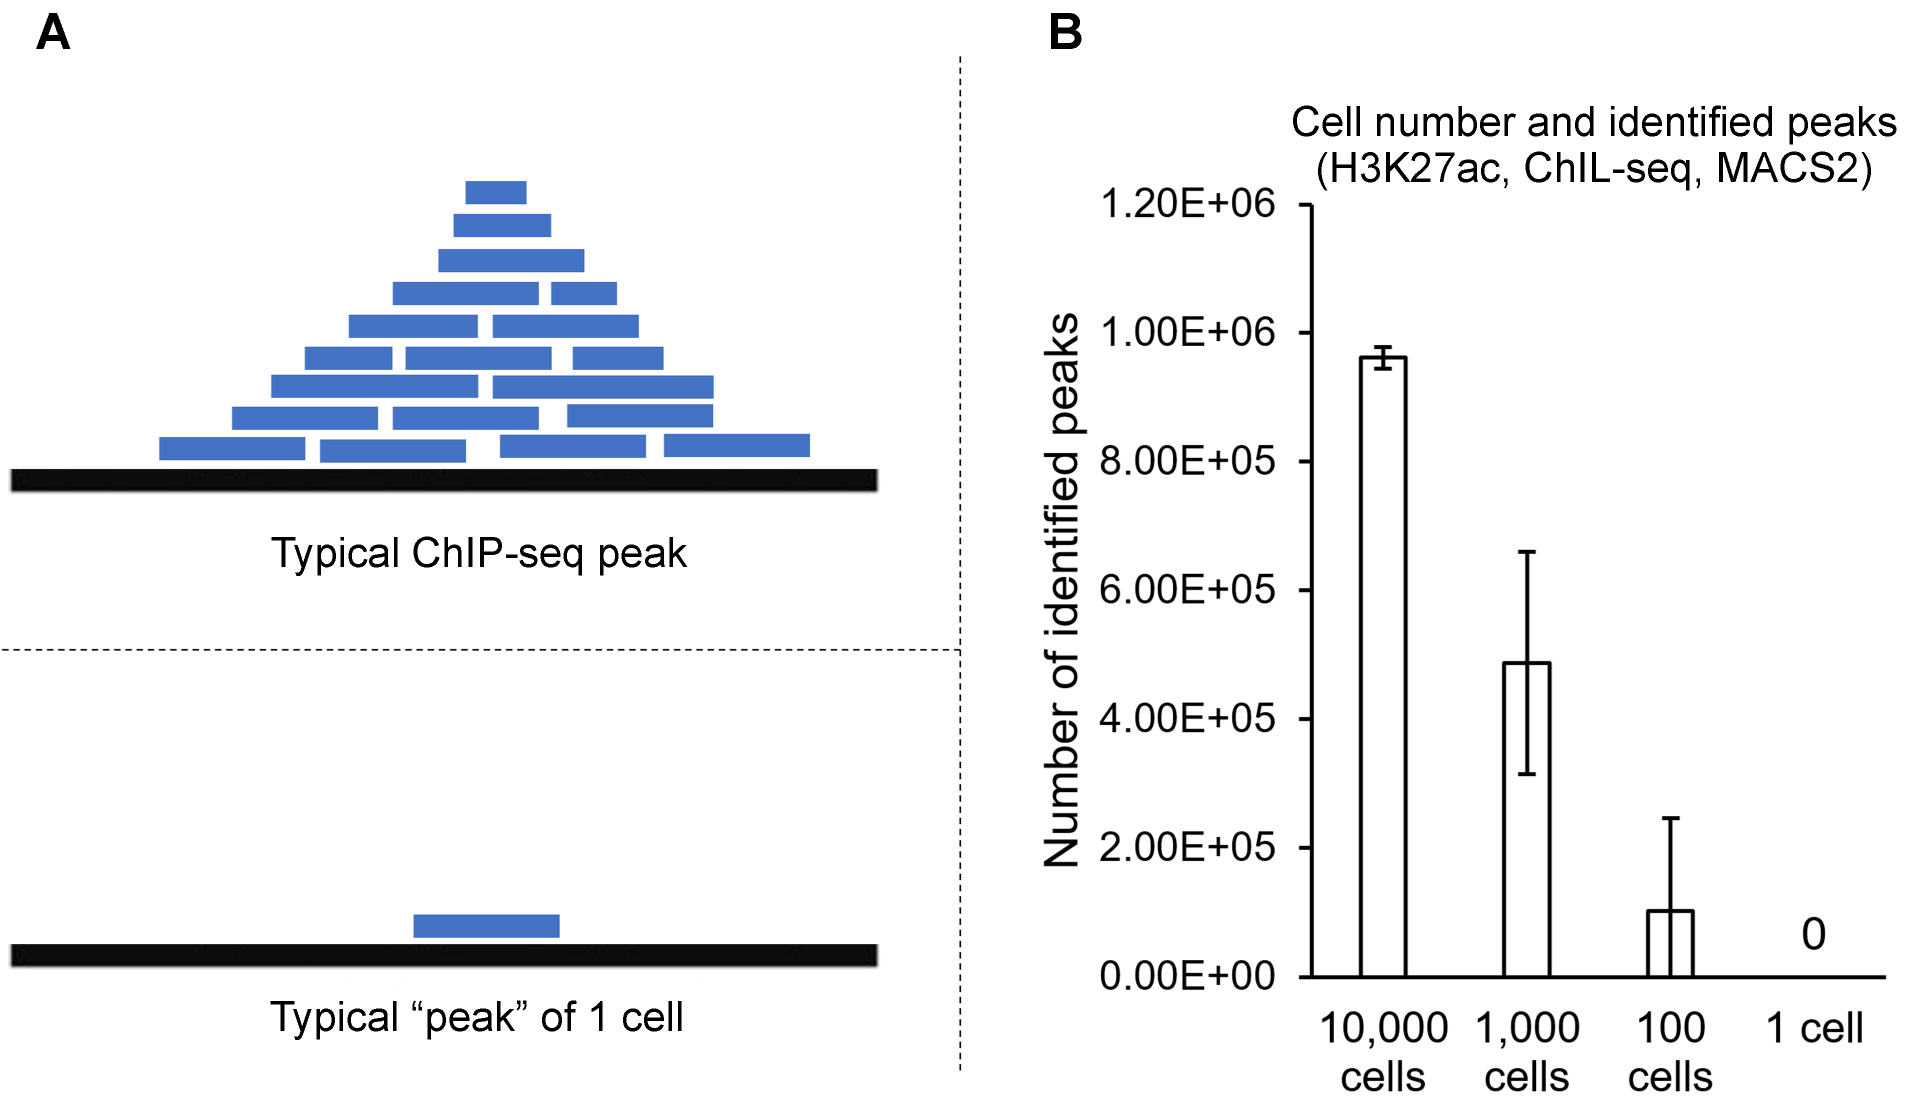 A
Typical ChIP-seq peak
Typical “peak” of 1 cell
B
Cell number and identified peaks
(H3K27ac, ChIL-seq, MACS2)
Number of identified peaks
1.20E+06
1.00E+06
8.00E+05
6.00E+05
4.00E+05
2.00E+05
0.00E+00
0
10,000 cells
1,000 cells
100 cells
1 cell